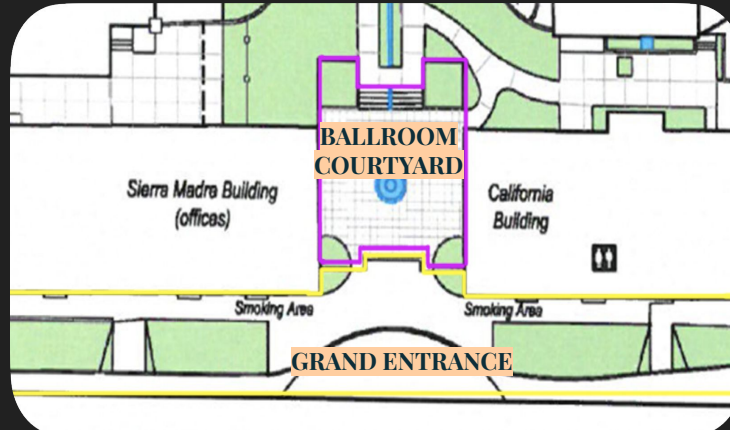 BALLROOM
COURTYARD
Sierra Madre Building
(offices)
California
Building
Smoking Area
Smoking Area
GRAND ENTRANCE